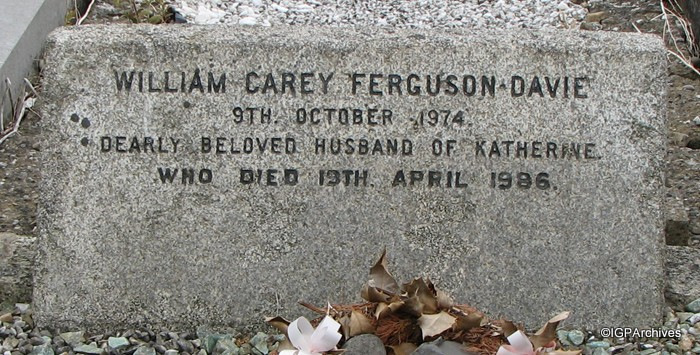 WILLIAM CAREY FERGUSON-DAVIE
9TH. OCTOBER 1974.
DEARLY BELOVED HUSBAND OF KATHERINE.
WHO DIED 19TH. APRIL 1986.
©IGPArchives